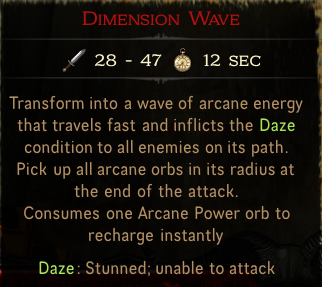 Dimension Wave
28 - 47 12 sec
Transform into a wave of arcane energy
that travels fast and inflicts the Daze
condition to all enemies on its path.
Pick up all arcane orbs in its radius at
the end of the attack.
Consumes one Arcane Power orb to
recharge instantly
Daze: Stunned; unable to attack